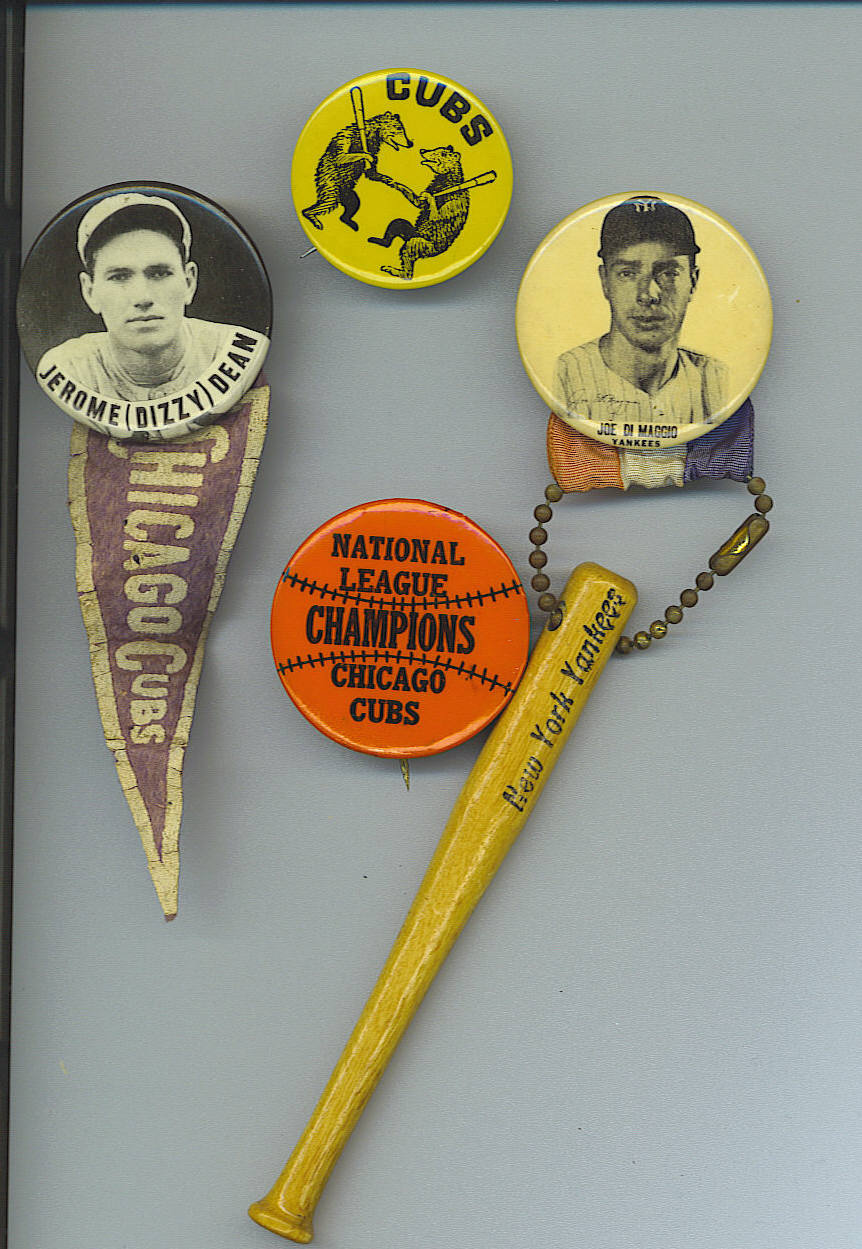 CUBS
JEROME (DIZZY) DEAN
CHICAGO CUBS
JOE DI MAGGIO
YANKEES
NATIONAL
LEAGUE
CHAMPIONS
CHICAGO
CUBS
New York Yankees